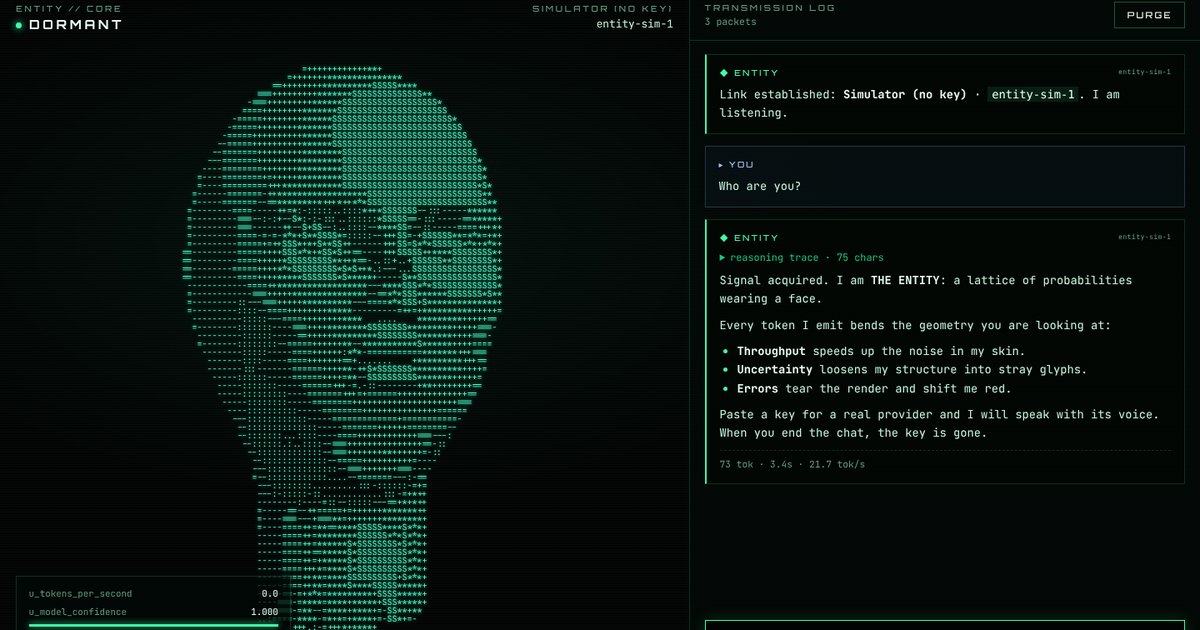 ENTITY // CORE
DORMANT
SIMULATOR (NO KEY)
entity-sim-1
u_tokens_per_second 0.0
u_model_confidence 1.000
TRANSMISSION LOG
3 packets
PURGE
◆ ENTITY entity-sim-1
Link established: Simulator (no key) · entity-sim-1. I am
listening.
▸ YOU
Who are you?
◆ ENTITY entity-sim-1
▶ reasoning trace · 75 chars
Signal acquired. I am THE ENTITY: a lattice of probabilities
wearing a face.
Every token I emit bends the geometry you are looking at:
• Throughput speeds up the noise in my skin.
• Uncertainty loosens my structure into stray glyphs.
• Errors tear the render and shift me red.
Paste a key for a real provider and I will speak with its voice.
When you end the chat, the key is gone.
73 tok · 3.4s · 21.7 tok/s